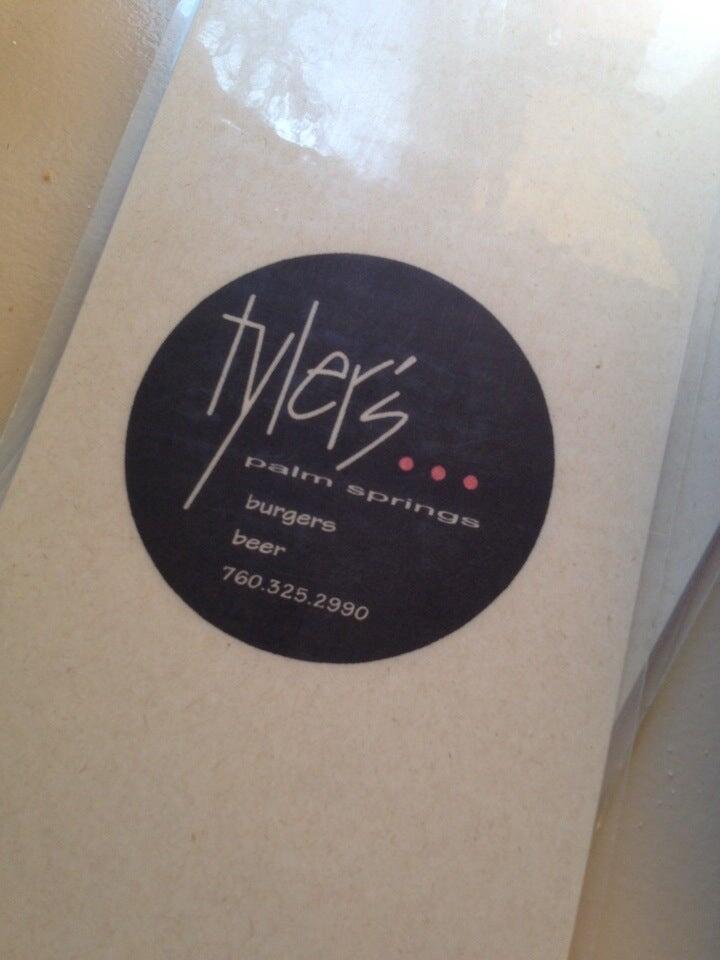 tyler's...
palm springs
burgers
beer
760.325.2990